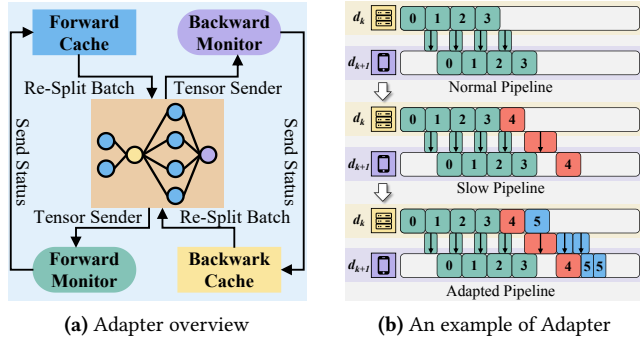 Forward
Cache
Backward
Monitor
Re-Split Batch
Tensor Sender
Send Status
Send Status
Tensor Sender
Re-Split Batch
Forward
Monitor
Backwark
Cache
(a) Adapter overview
d_k 0 1 2 3
d_{k+1} 0 1 2 3
Normal Pipeline
d_k 0 1 2 3 4
d_{k+1} 0 1 2 3 4
Slow Pipeline
d_k 0 1 2 3 4 5
d_{k+1} 0 1 2 3 4 5 5
Adapted Pipeline
(b) An example of Adapter